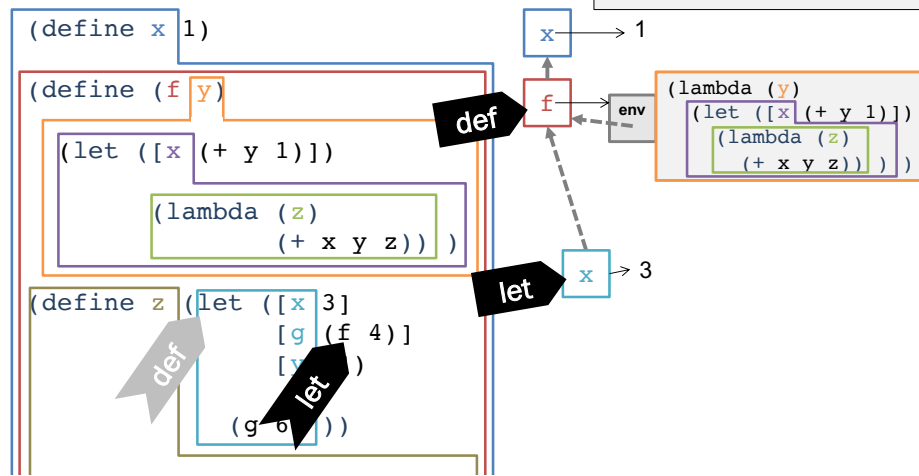 (define x 1)
(define (f y)
(let ([x (+ y 1)])
(lambda (z)
(+ x y z)) )
(define z (let ([x 3]
[g (f 4)]
[y )
(g 6 ))
def
let
x 1
def f env
(lambda (y)
(let ([x (+ y 1)])
(lambda (z)
(+ x y z)) ) )
let x 3